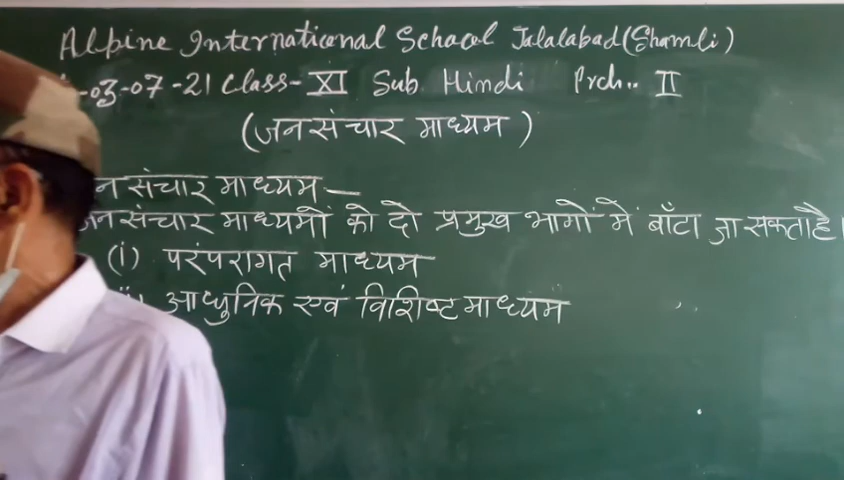 Alpine International School Jalalabad (Shamli)
-03-07-21 Class- XI Sub Hindi Prch.. II
(जनसंचार माध्यम)
न संचार माध्यम —
जनसंचार माध्यमों को दो प्रमुख भागों में बाँटा जा सकता है।
(i) परंपरागत माध्यम
आधुनिक एवं विशिष्ट माध्यम